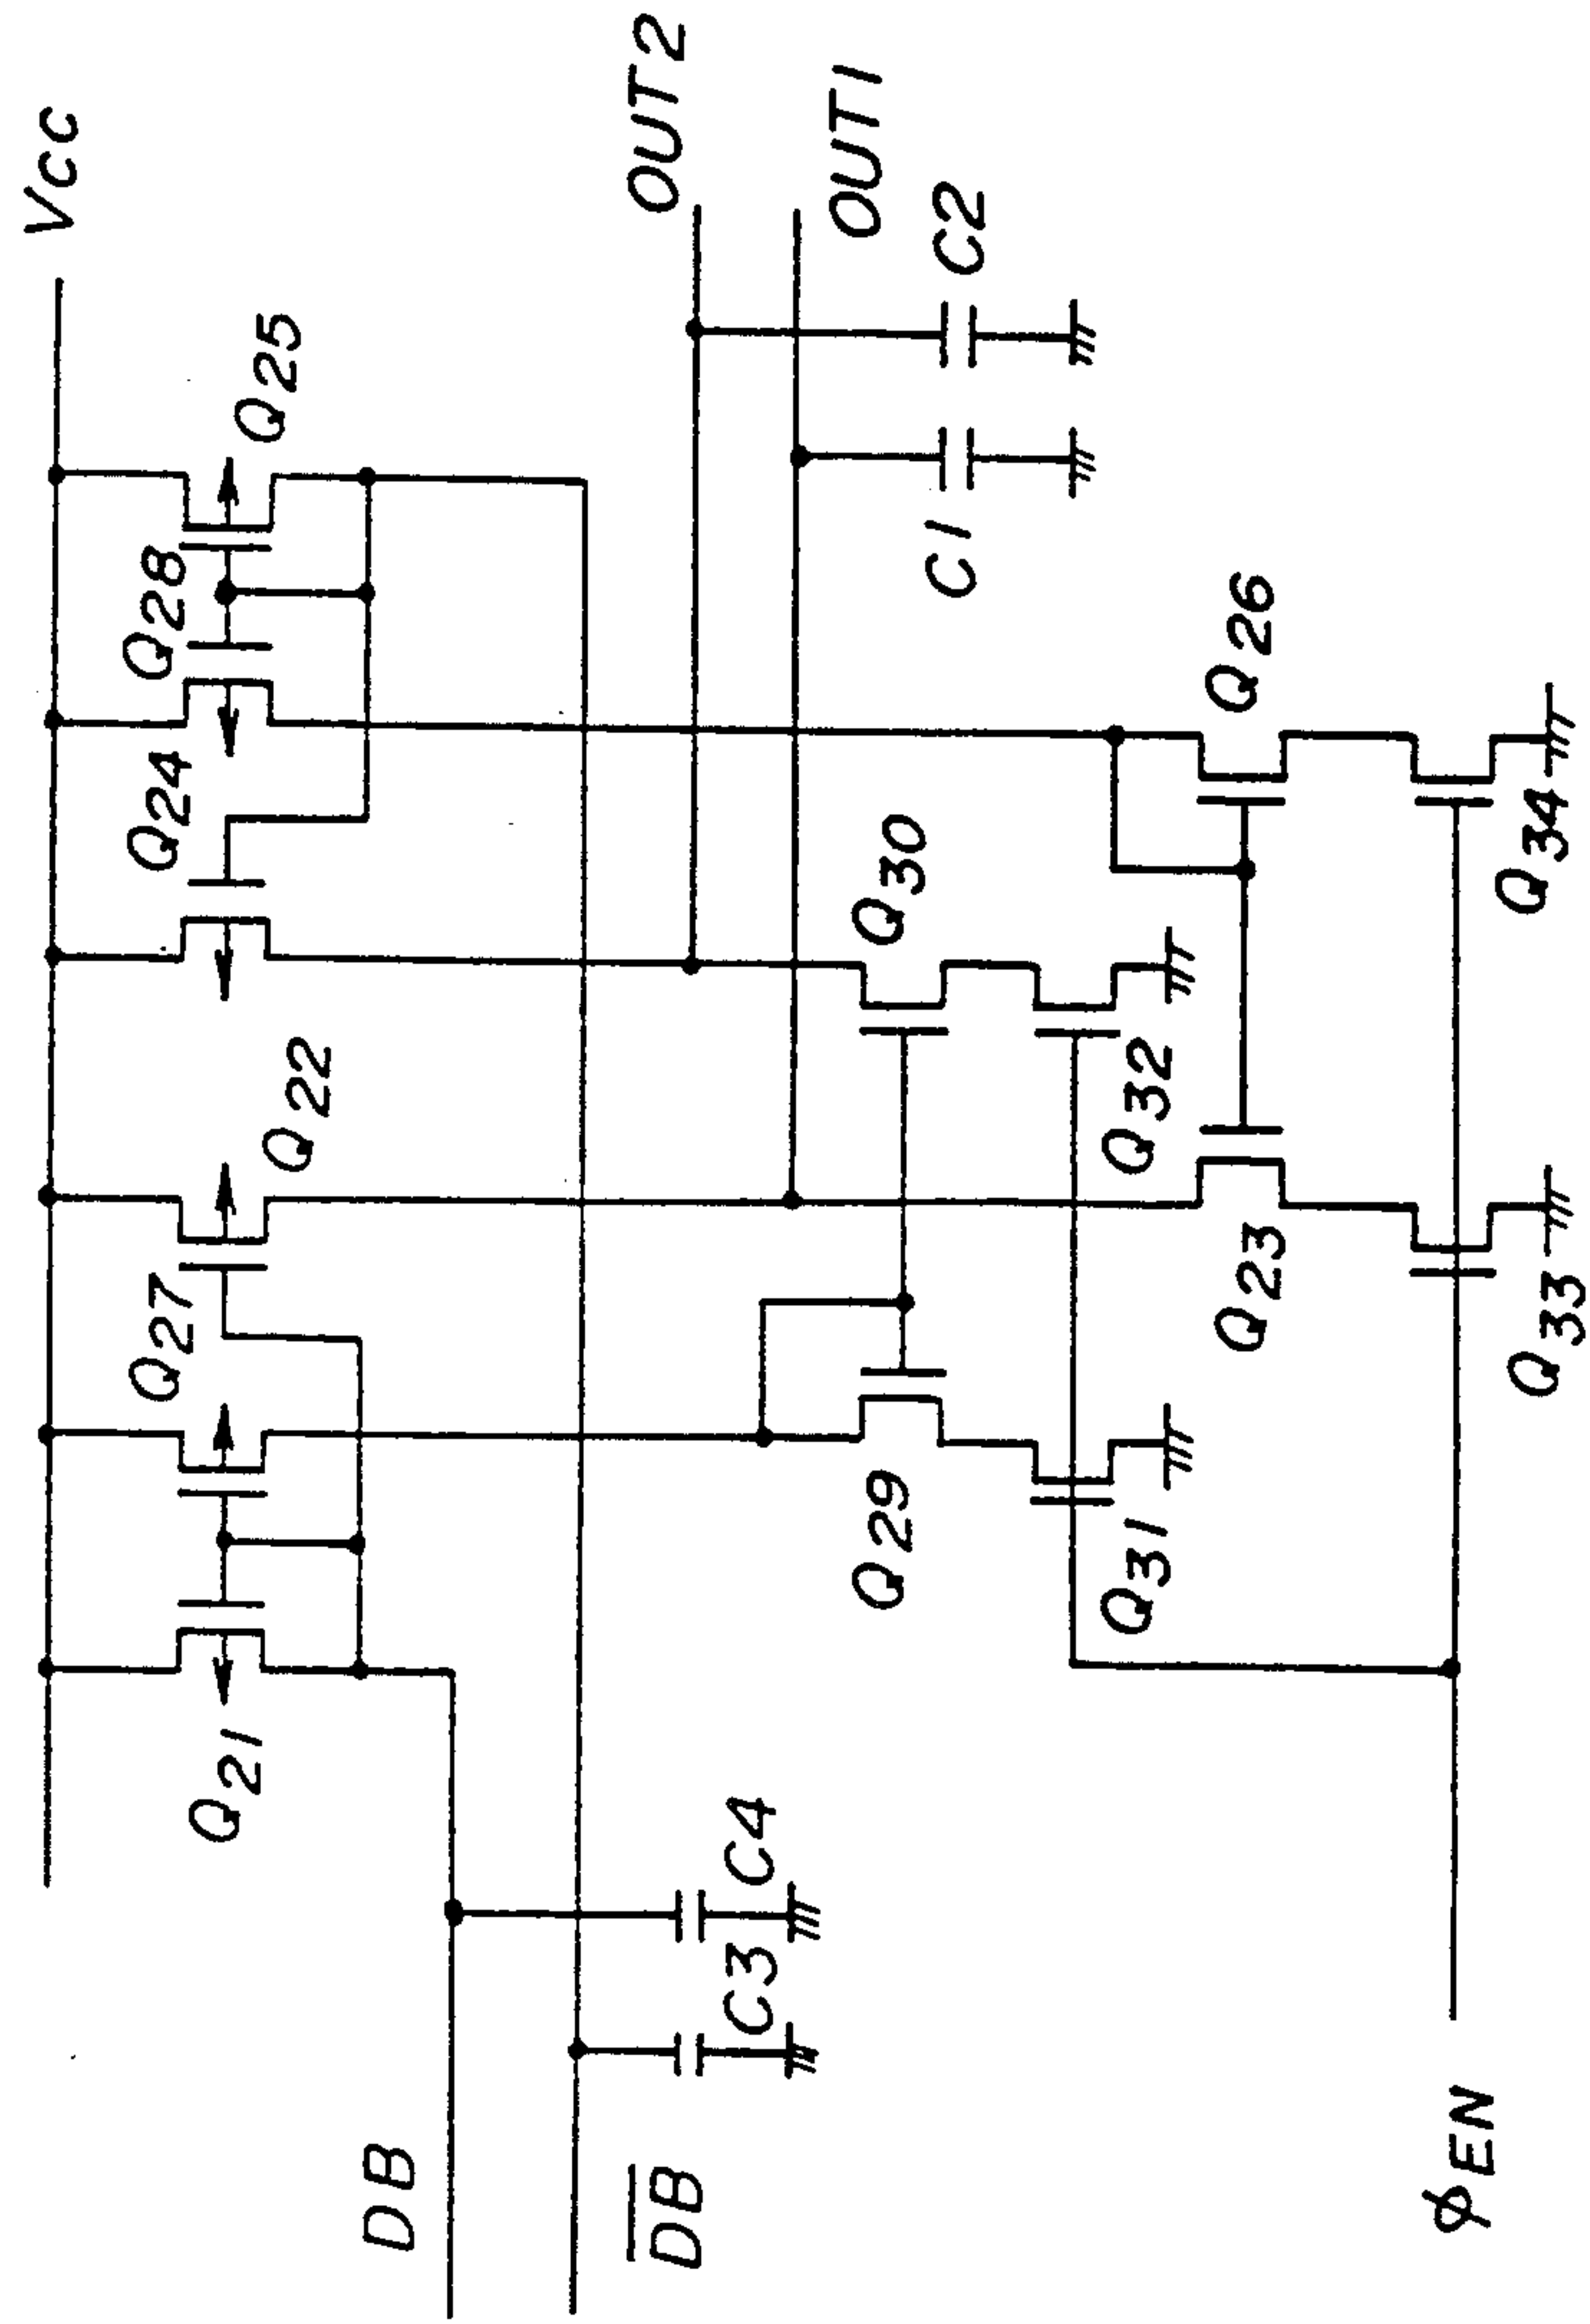 Vcc
Q21
Q27
Q22
Q24
Q28
Q25
DB
D̅B̅
C3
C4
OUT2
OUT1
C1
C2
Q29
Q30
Q31
Q32
Q23
Q26
Q33
Q34
ϕEN